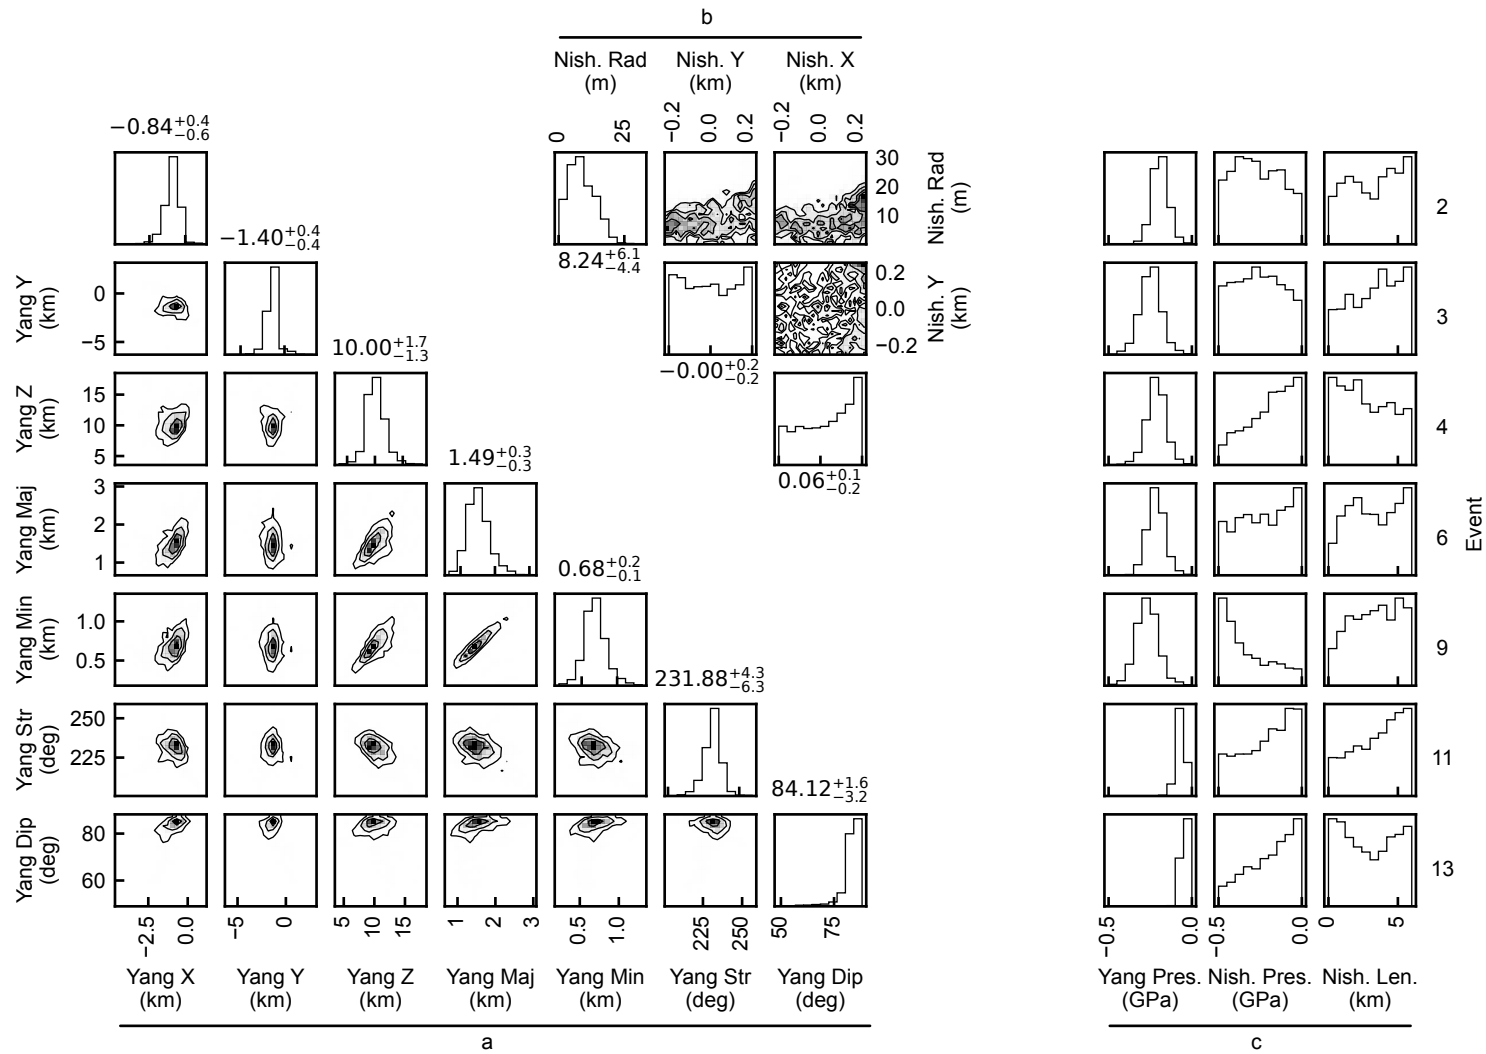 b
Nish. Rad
(m)
Nish. Y
(km)
Nish. X
(km)
0 25
−0.2 0.0 0.2
−0.2 0.0 0.2
−0.84+0.4−0.6
−1.40+0.4−0.4
10.00+1.7−1.3
1.49+0.3−0.3
0.68+0.2−0.1
231.88+4.3−6.3
84.12+1.6−3.2
8.24+6.1−4.4
−0.00+0.2−0.2
0.06+0.1−0.2
30
20
10
Nish. Rad
(m)
0.2
0.0
−0.2
Nish. Y
(km)
Yang Y
(km)
0
−5
Yang Z
(km)
15
10
5
Yang Maj
(km)
3
2
1
Yang Min
(km)
1.0
0.5
Yang Str
(deg)
250
225
Yang Dip
(deg)
80
60
−2.5 0.0
−5 0
5 10 15
1 2 3
0.5 1.0
225 250
50 75
Yang X
(km)
Yang Y
(km)
Yang Z
(km)
Yang Maj
(km)
Yang Min
(km)
Yang Str
(deg)
Yang Dip
(deg)
a
2
3
4
6
9
11
13
Event
−0.5 0.0
−0.5 0.0
0 5
Yang Pres.
(GPa)
Nish. Pres.
(GPa)
Nish. Len.
(km)
c